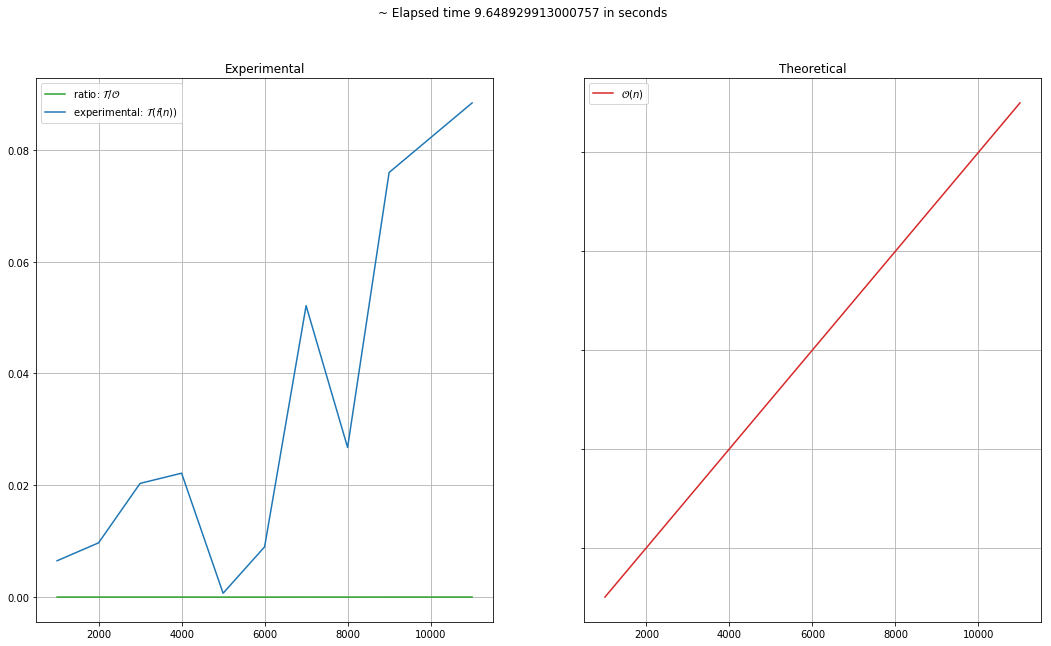 ~ Elapsed time 9.648929913000757 in seconds
Experimental
ratio: 𝒯/𝒪
experimental: 𝒯(f(n))
0.08
0.06
0.04
0.02
0.00
2000 4000 6000 8000 10000
Theoretical
𝒪(n)
2000 4000 6000 8000 10000